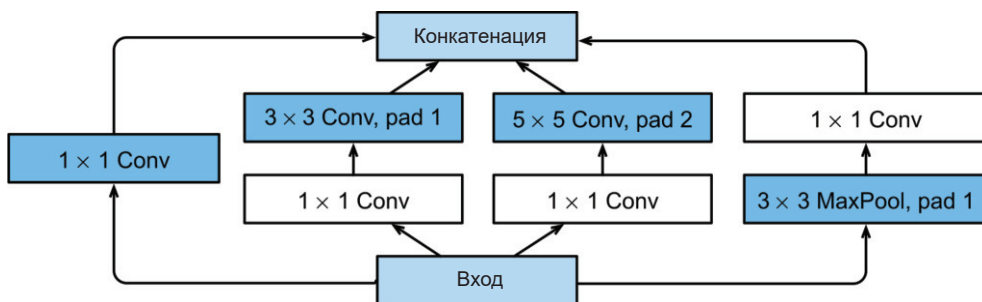 Конкатенация
3 × 3 Conv, pad 1
5 × 5 Conv, pad 2
1 × 1 Conv
1 × 1 Conv
1 × 1 Conv
1 × 1 Conv
3 × 3 MaxPool, pad 1
Вход